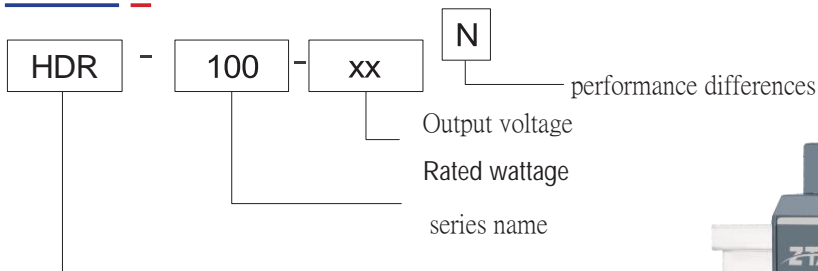 N
HDR - 100 - xx
performance differences
Output voltage
Rated wattage
series name